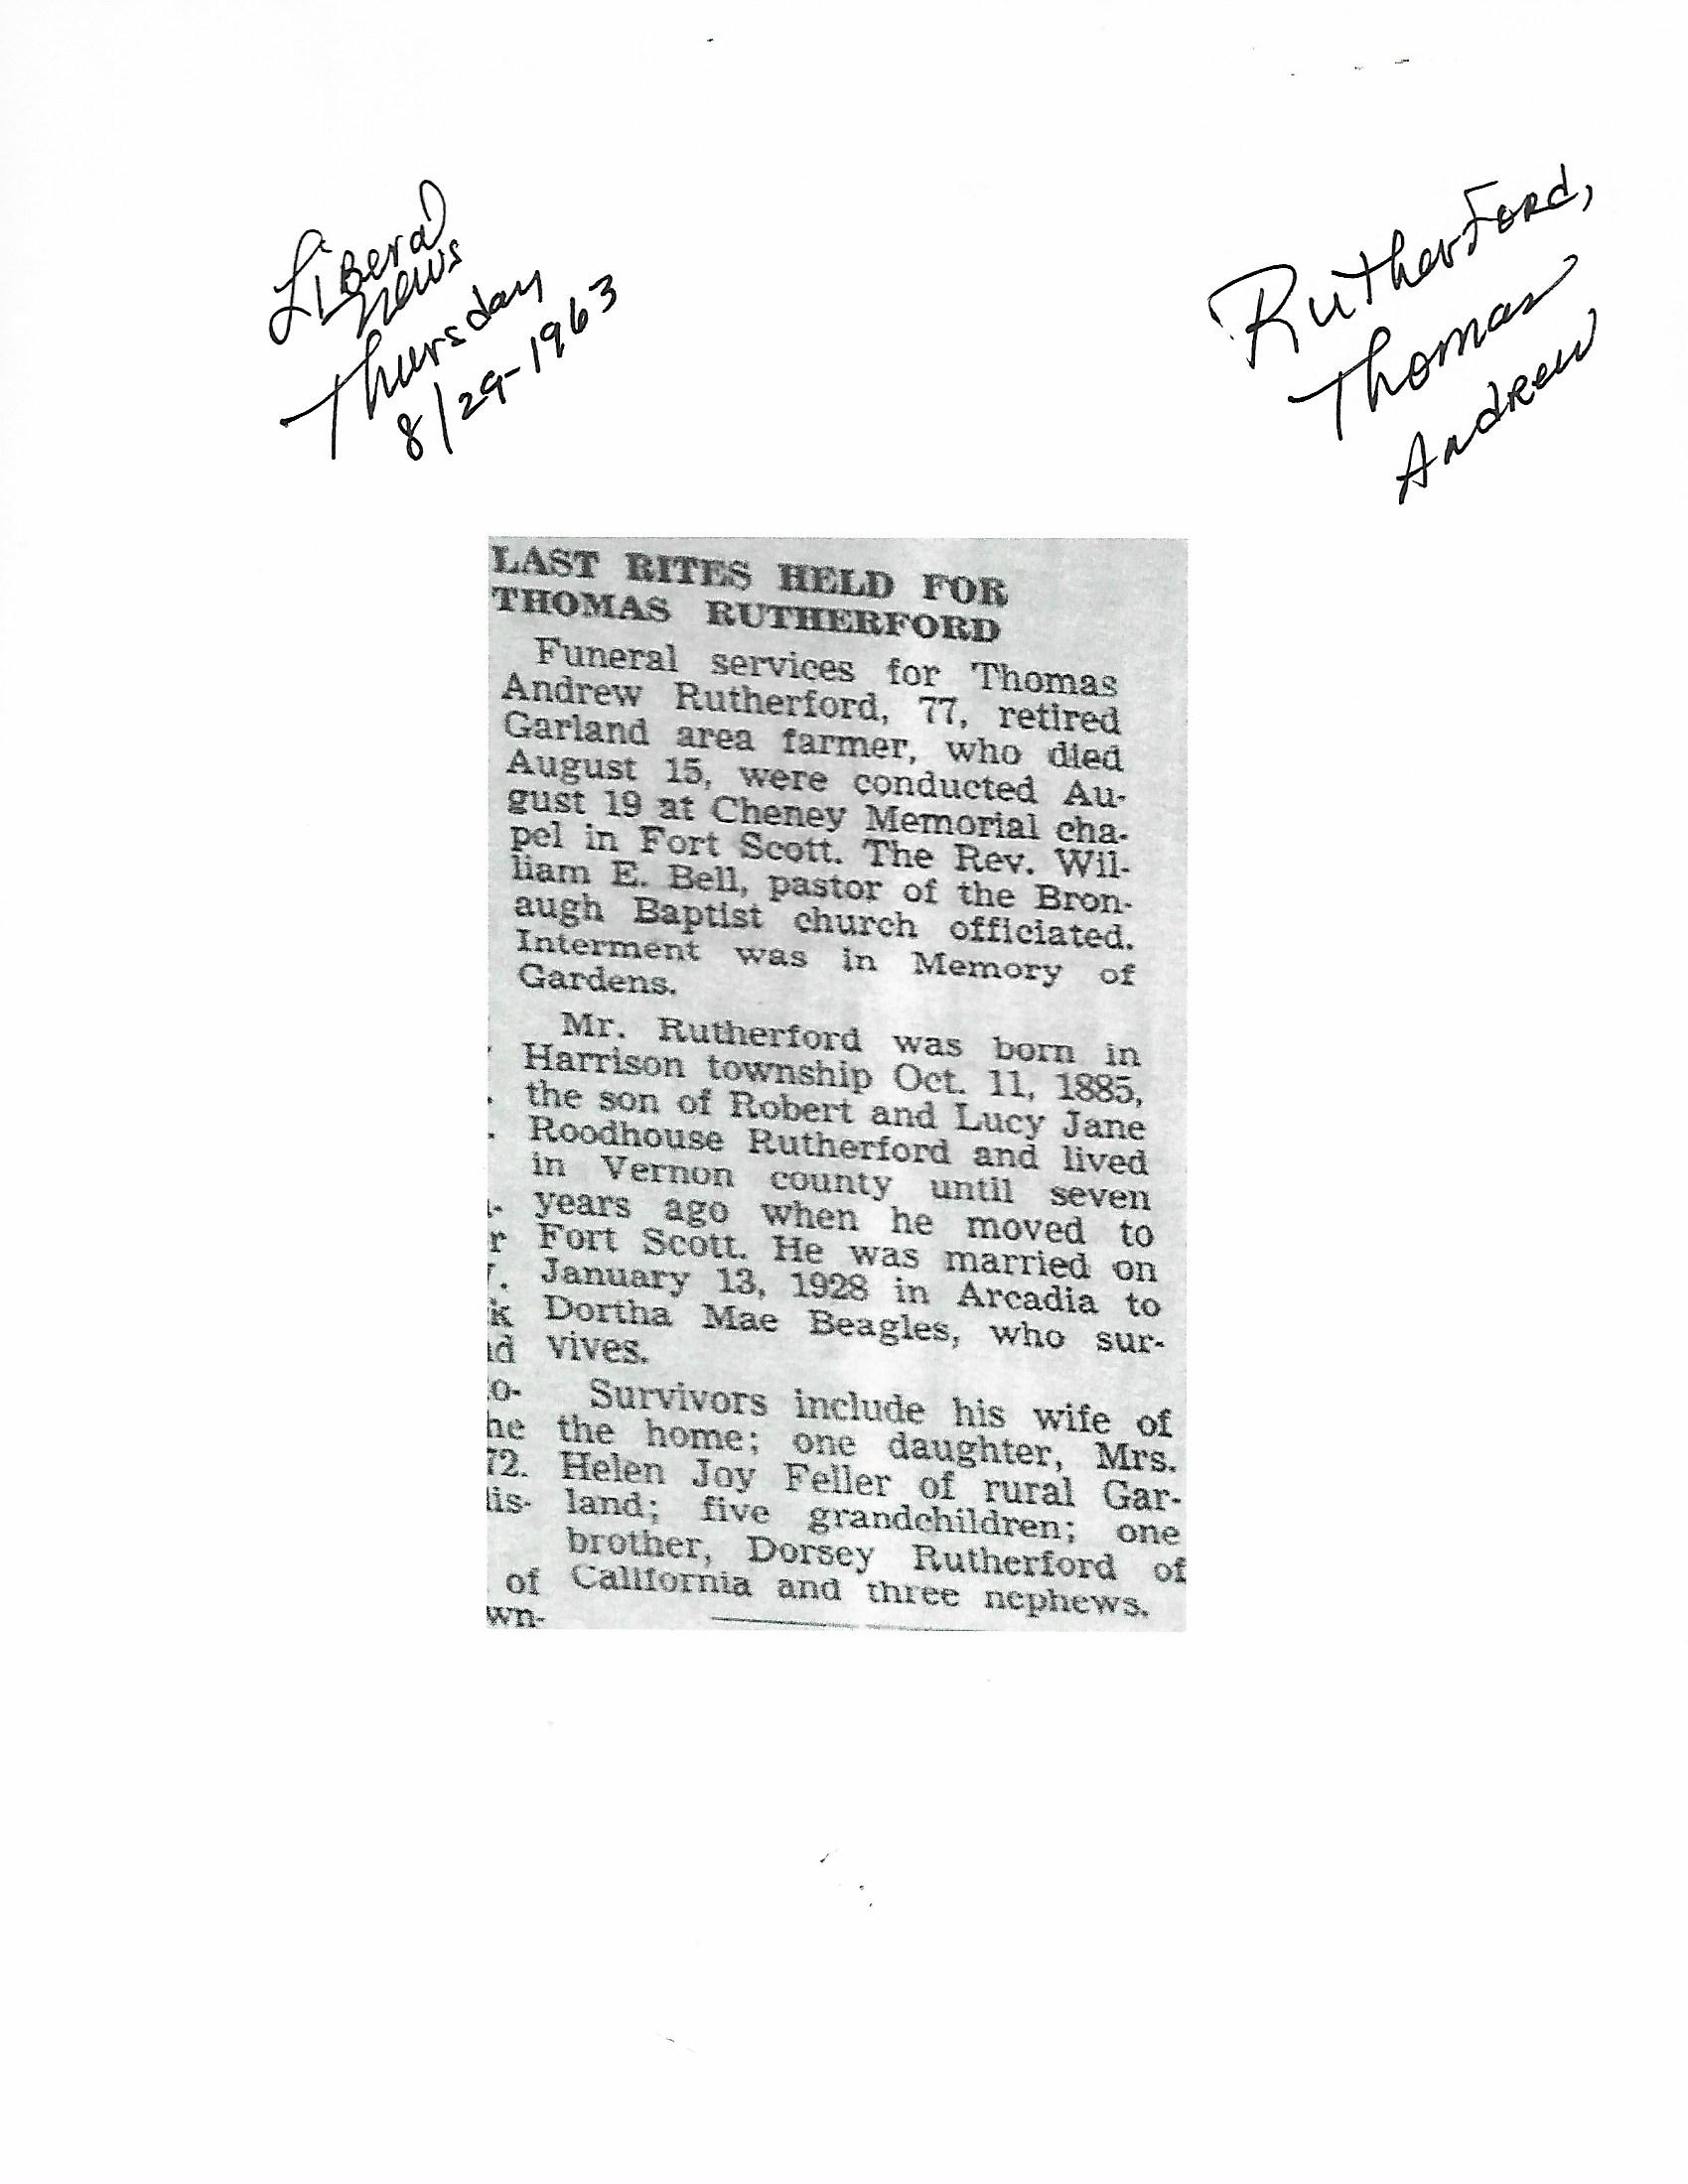 Liberal
News
Thursday
8/29-1963
Rutherford,
Thomas
Andrew
LAST RITES HELD FOR
THOMAS RUTHERFORD
Funeral services for Thomas
Andrew Rutherford, 77, retired
Garland area farmer, who died
August 15, were conducted Au-
gust 19 at Cheney Memorial cha-
pel in Fort Scott. The Rev. Wil-
liam E. Bell, pastor of the Bron-
augh Baptist church officiated.
Interment was in Memory of
Gardens.
Mr. Rutherford was born in
Harrison township Oct. 11, 1885,
the son of Robert and Lucy Jane
Roodhouse Rutherford and lived
in Vernon county until seven
years ago when he moved to
r Fort Scott. He was married on
January 13, 1928 in Arcadia to
k Dortha Mae Beagles, who sur-
d vives.
o- Survivors include his wife of
he the home; one daughter, Mrs.
72. Helen Joy Feller of rural Gar-
lis- land; five grandchildren; one
brother, Dorsey Rutherford of
of California and three nephews.
wn-